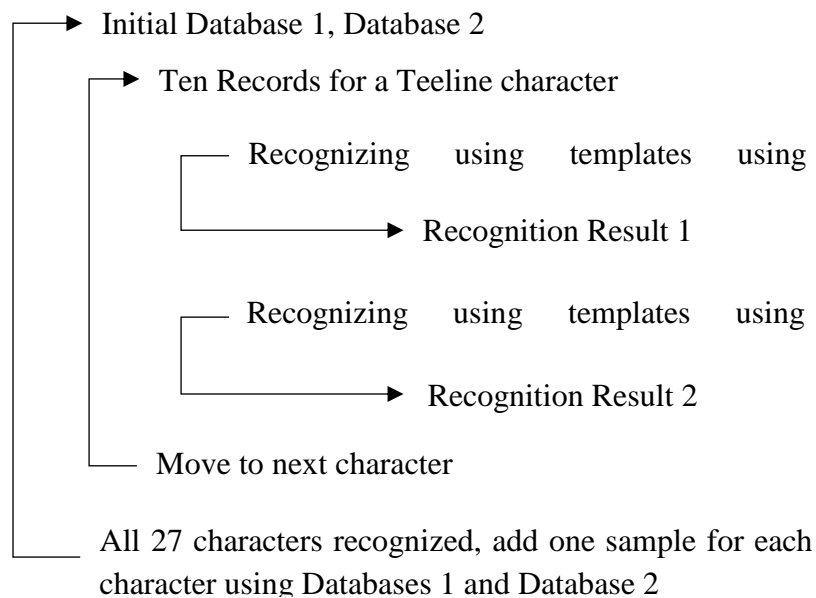 Initial Database 1, Database 2
Ten Records for a Teeline character
Recognizing using templates using
Recognition Result 1
Recognizing using templates using
Recognition Result 2
Move to next character
All 27 characters recognized, add one sample for each
character using Databases 1 and Database 2